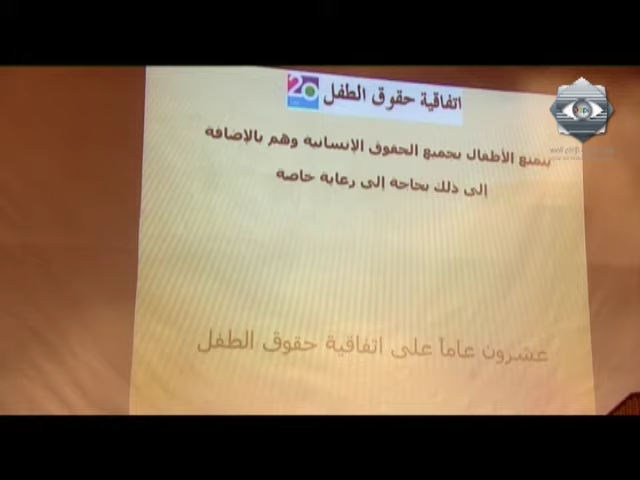 اتفاقية حقوق الطفل 20
يتمتع الأطفال بجميع الحقوق الإنسانية وهم بالإضافة
إلى ذلك بحاجة إلى رعاية خاصة
عشرون عاماً على اتفاقية حقوق الطفل